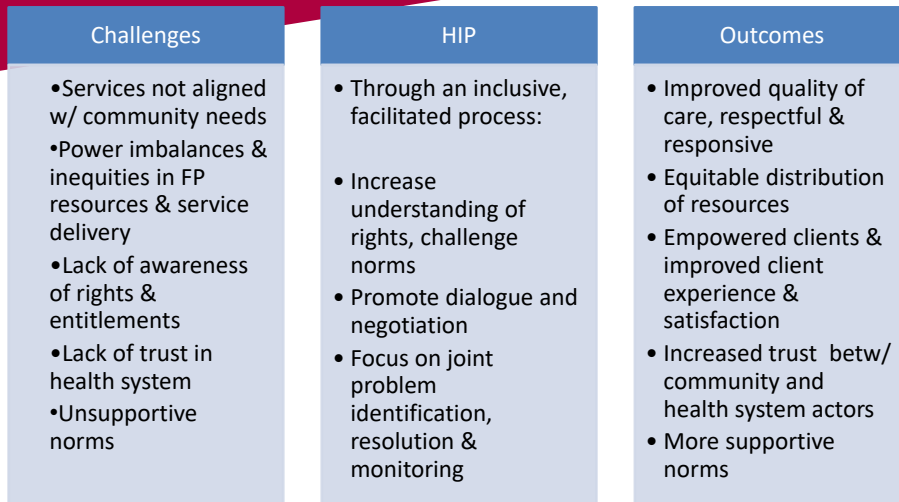 Challenges
•Services not aligned
w/ community needs
•Power imbalances &
inequities in FP
resources & service
delivery
•Lack of awareness
of rights &
entitlements
•Lack of trust in
health system
•Unsupportive
norms
HIP
• Through an inclusive,
facilitated process:
• Increase
understanding of
rights, challenge
norms
• Promote dialogue and
negotiation
• Focus on joint
problem
identification,
resolution &
monitoring
Outcomes
• Improved quality of
care, respectful &
responsive
• Equitable distribution
of resources
• Empowered clients &
improved client
experience &
satisfaction
• Increased trust betw/
community and
health system actors
• More supportive
norms